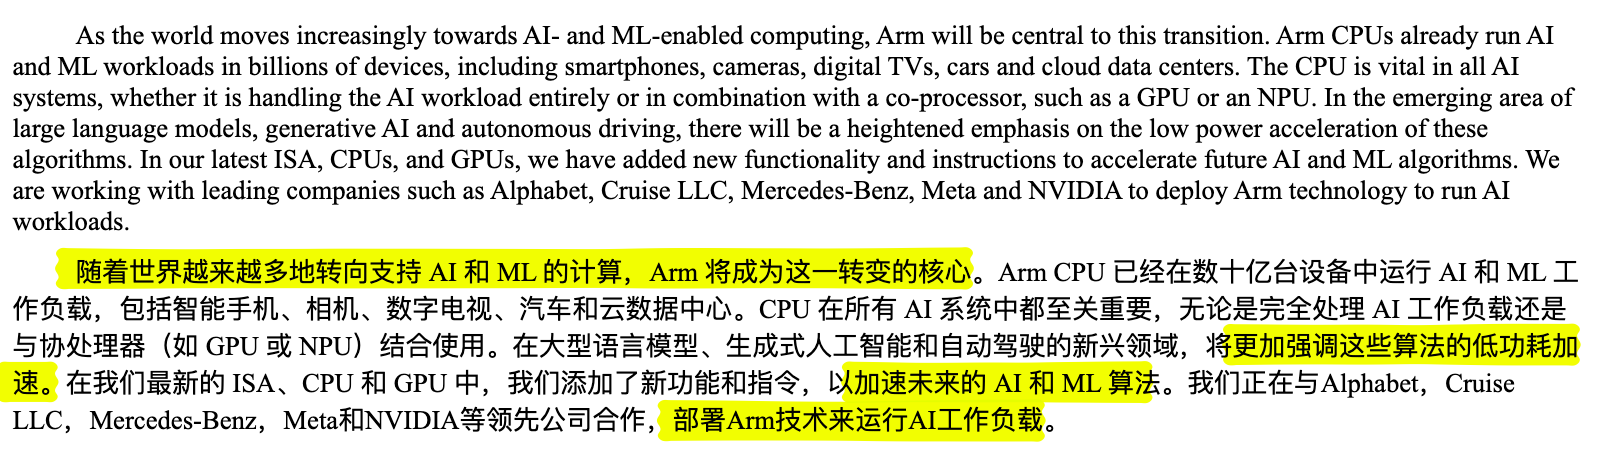 As the world moves increasingly towards AI- and ML-enabled computing, Arm will be central to this transition. Arm CPUs already run AI
and ML workloads in billions of devices, including smartphones, cameras, digital TVs, cars and cloud data centers. The CPU is vital in all AI
systems, whether it is handling the AI workload entirely or in combination with a co-processor, such as a GPU or an NPU. In the emerging area of
large language models, generative AI and autonomous driving, there will be a heightened emphasis on the low power acceleration of these
algorithms. In our latest ISA, CPUs, and GPUs, we have added new functionality and instructions to accelerate future AI and ML algorithms. We
are working with leading companies such as Alphabet, Cruise LLC, Mercedes-Benz, Meta and NVIDIA to deploy Arm technology to run AI
workloads.
随着世界越来越多地转向支持 AI 和 ML 的计算，Arm 将成为这一转变的核心。Arm CPU 已经在数十亿台设备中运行 AI 和 ML 工
作负载，包括智能手机、相机、数字电视、汽车和云数据中心。CPU 在所有 AI 系统中都至关重要，无论是完全处理 AI 工作负载还是
与协处理器（如 GPU 或 NPU）结合使用。在大型语言模型、生成式人工智能和自动驾驶的新兴领域，将更加强调这些算法的低功耗加
速。在我们最新的 ISA、CPU 和 GPU 中，我们添加了新功能和指令，以加速未来的 AI 和 ML 算法。我们正在与Alphabet，Cruise
LLC，Mercedes-Benz，Meta和NVIDIA等领先公司合作，部署Arm技术来运行AI工作负载。